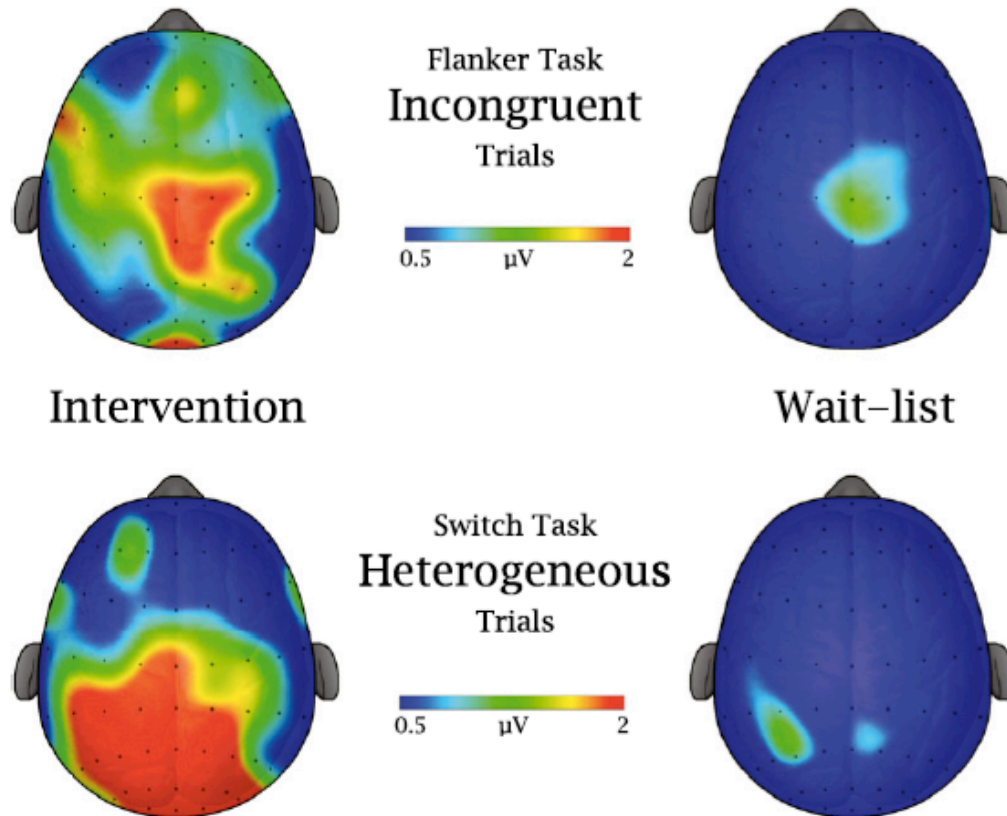 Flanker Task
Incongruent
Trials
0.5 μV 2
Intervention
Wait-list
Switch Task
Heterogeneous
Trials
0.5 μV 2